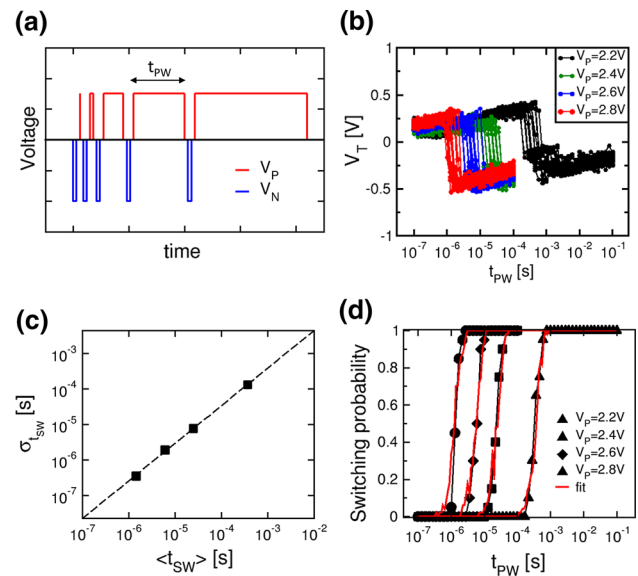 (a)
t_PW
Voltage
V_P
V_N
time
(b)
V_P=2.2V
V_P=2.4V
V_P=2.6V
V_P=2.8V
1
0.5
0
-0.5
-1
V_T [V]
10^-7 10^-6 10^-5 10^-4 10^-3 10^-2 10^-1
t_PW [s]
(c)
10^-3
10^-4
10^-5
10^-6
10^-7
σ_tSW [s]
10^-7 10^-6 10^-5 10^-4 10^-3 10^-2
<t_SW> [s]
(d)
1
0.8
0.6
0.4
0.2
0
Switching probability
V_P=2.2V
V_P=2.4V
V_P=2.6V
V_P=2.8V
fit
10^-7 10^-6 10^-5 10^-4 10^-3 10^-2 10^-1
t_PW [s]